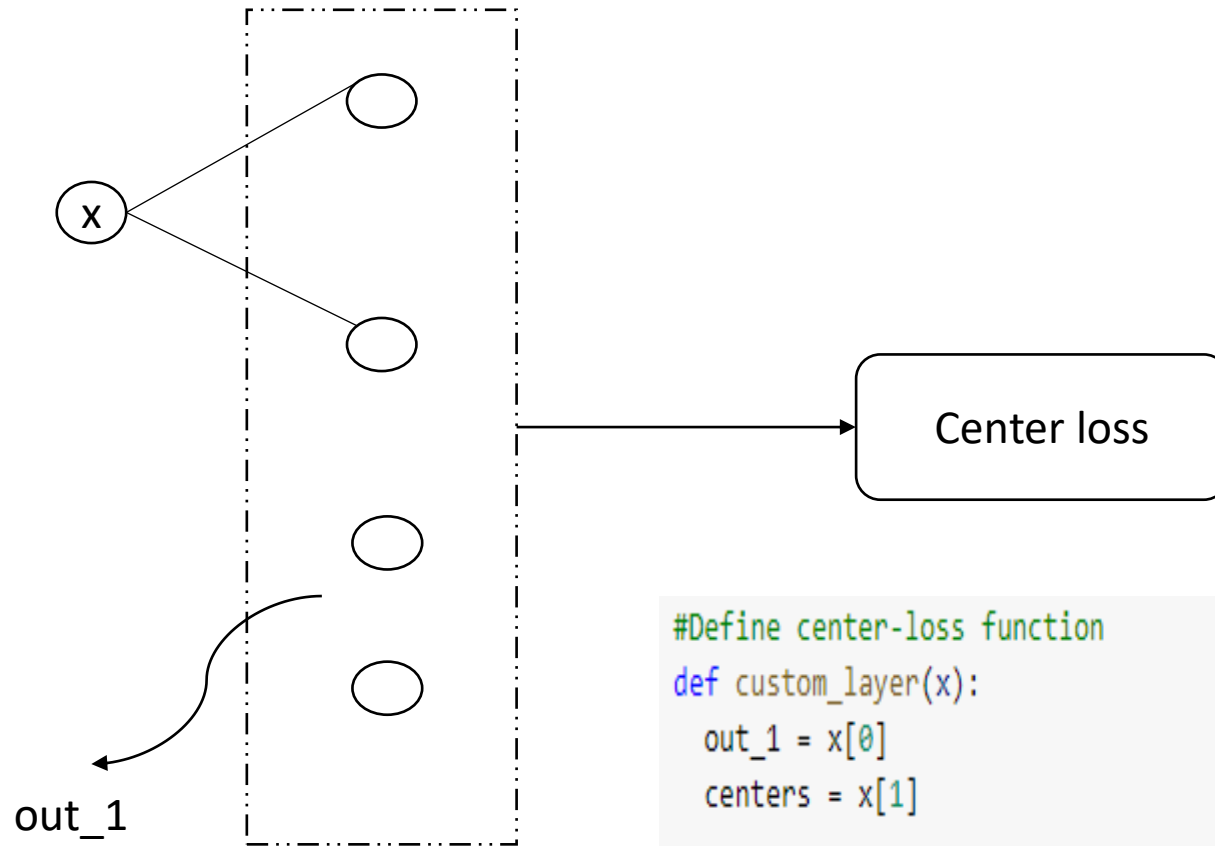 x
Center loss
out_1
#Define center-loss function
def custom_layer(x):
  out_1 = x[0]
  centers = x[1]